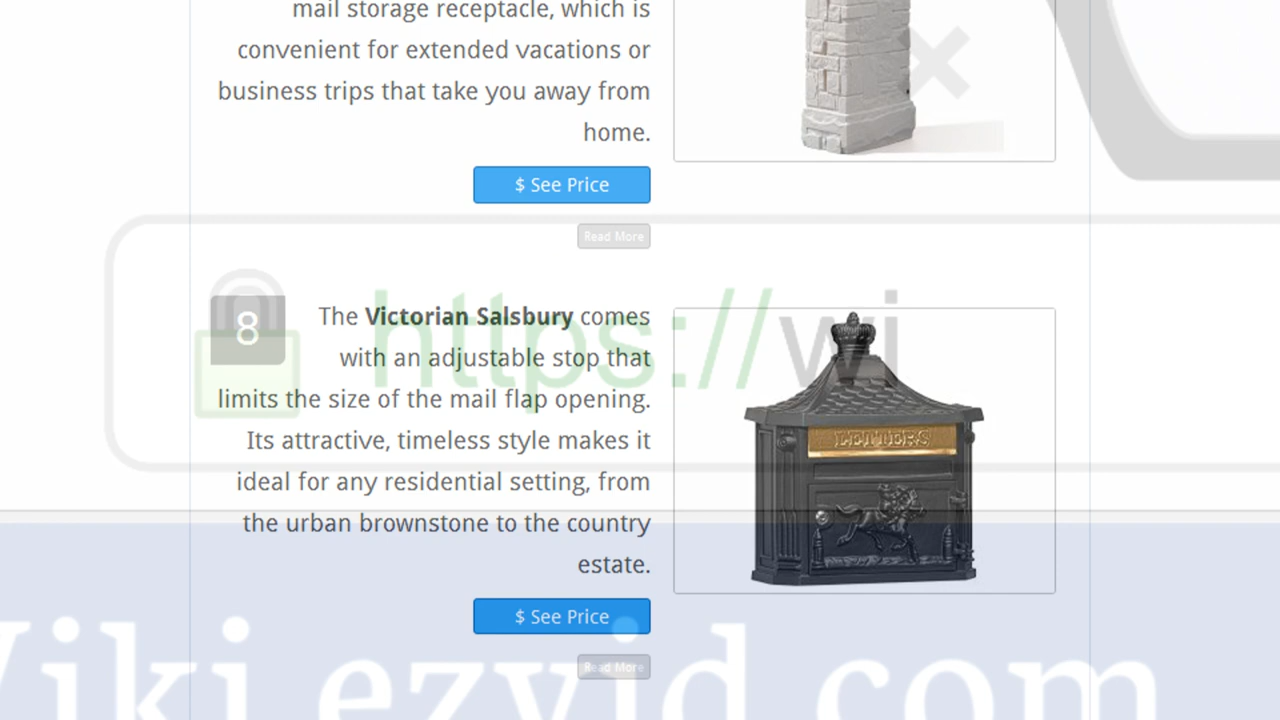 mail storage receptacle, which is
convenient for extended vacations or
business trips that take you away from
home.
$ See Price
Read More
8
The Victorian Salsbury comes
with an adjustable stop that
limits the size of the mail flap opening.
Its attractive, timeless style makes it
ideal for any residential setting, from
the urban brownstone to the country
estate.
https://wi
LETTERS
$ See Price
Read More
Wiki.ezvid.com